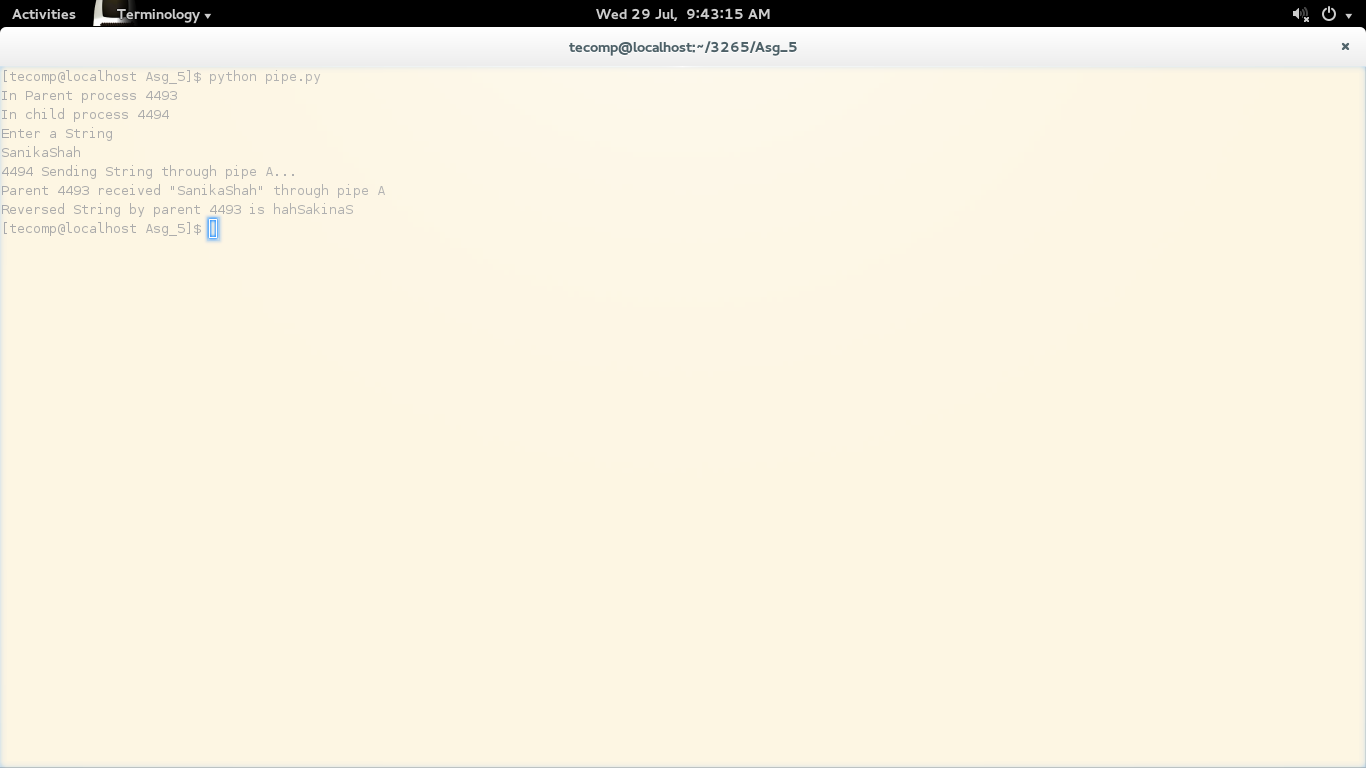 Activities Terminology Wed 29 Jul, 9:43:15 AM
tecomp@localhost:~/3265/Asg_5
[tecomp@localhost Asg_5]$ python pipe.py
In Parent process 4493
In child process 4494
Enter a String
SanikaShah
4494 Sending String through pipe A...
Parent 4493 received "SanikaShah" through pipe A
Reversed String by parent 4493 is hahSakinaS
[tecomp@localhost Asg_5]$